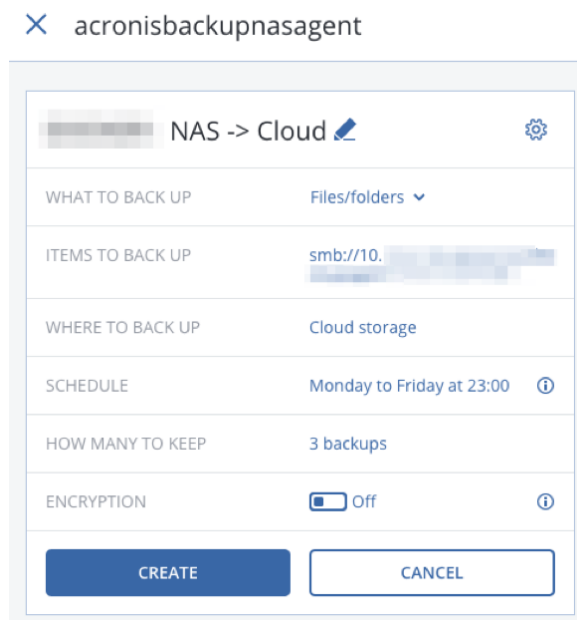 acronisbackupnasagent
NAS -> Cloud
WHAT TO BACK UP Files/folders
ITEMS TO BACK UP smb://10.
WHERE TO BACK UP Cloud storage
SCHEDULE Monday to Friday at 23:00
HOW MANY TO KEEP 3 backups
ENCRYPTION Off
CREATE CANCEL